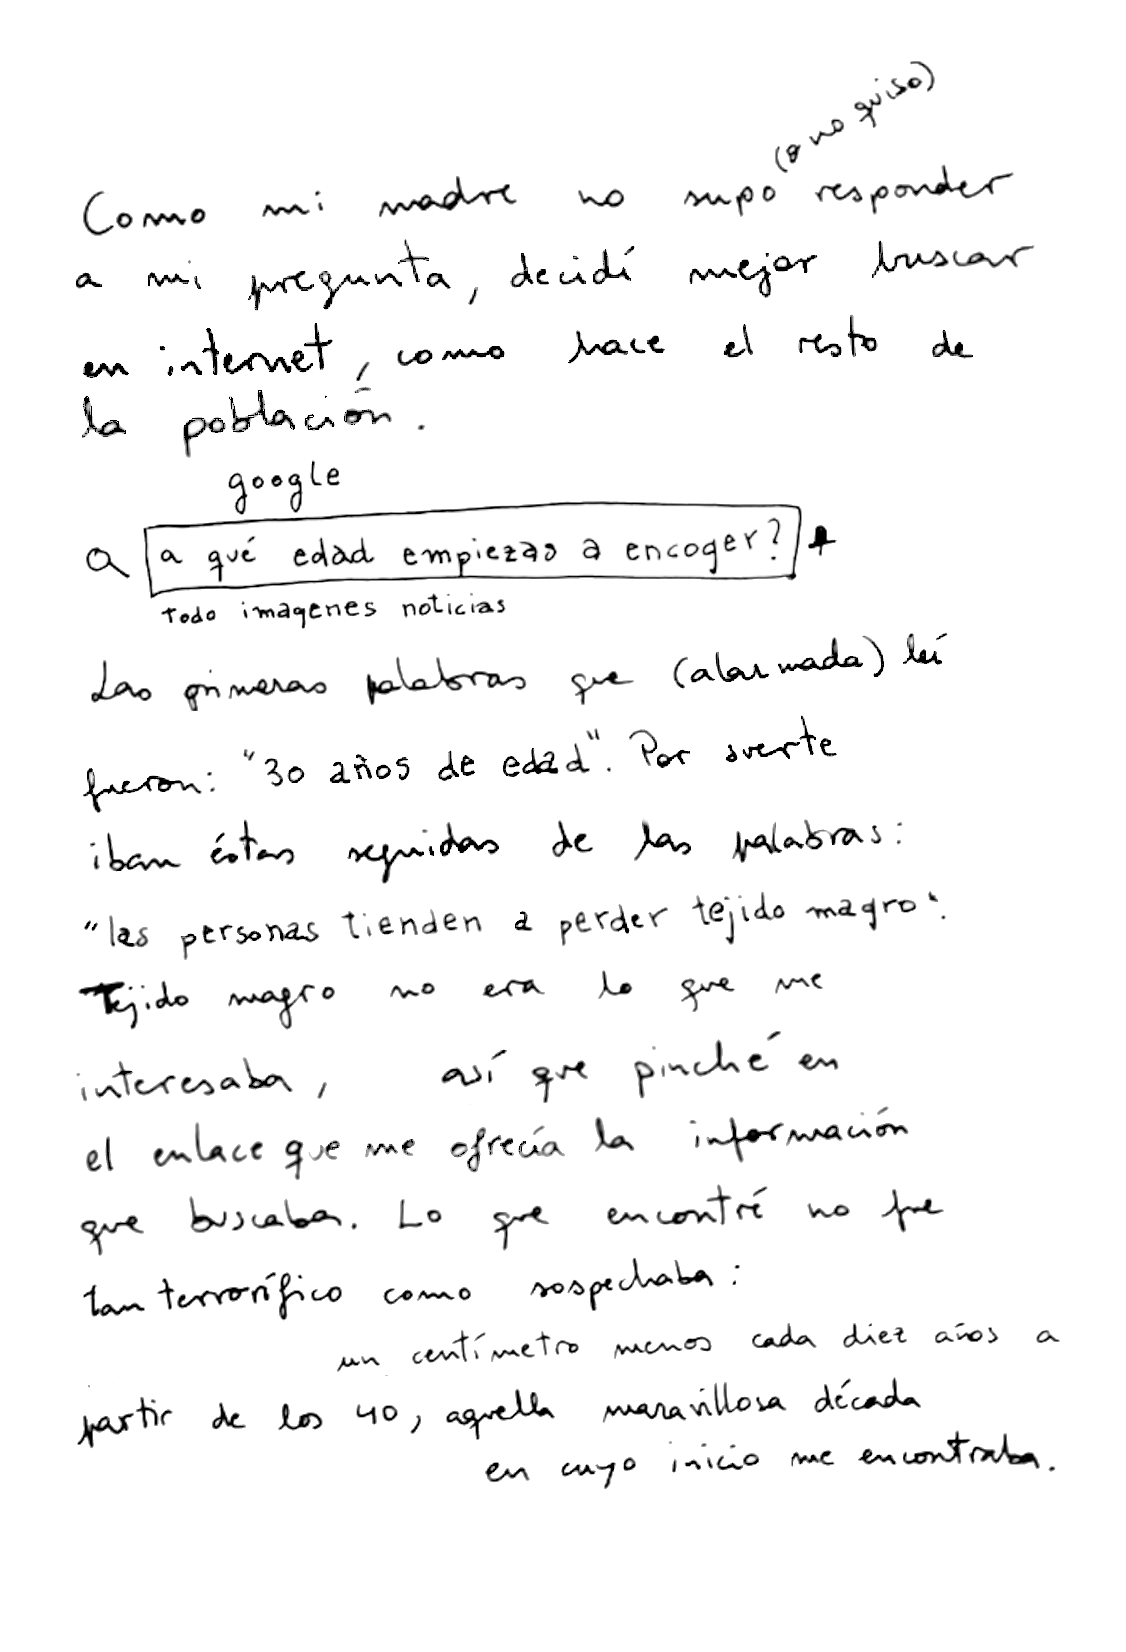 (o no quiso)
Como mi madre no supo responder
a mi pregunta, decidí mejor buscar
en internet, como hace el resto de
la población.
google
a qué edad empiezas a encoger?
Todo imagenes noticias
Las primeras palabras que (alarmada) leí
fueron: "30 años de edad". Por suerte
iban éstas seguidas de las palabras:
"las personas tienden a perder tejido magro".
Tejido magro no era lo que me
interesaba, así que pinché en
el enlace que me ofrecía la información
que buscaba. Lo que encontré no fue
tan terrorífico como sospechaba:
un centímetro menos cada diez años a
partir de los 40, aquella maravillosa década
en cuyo inicio me encontraba.